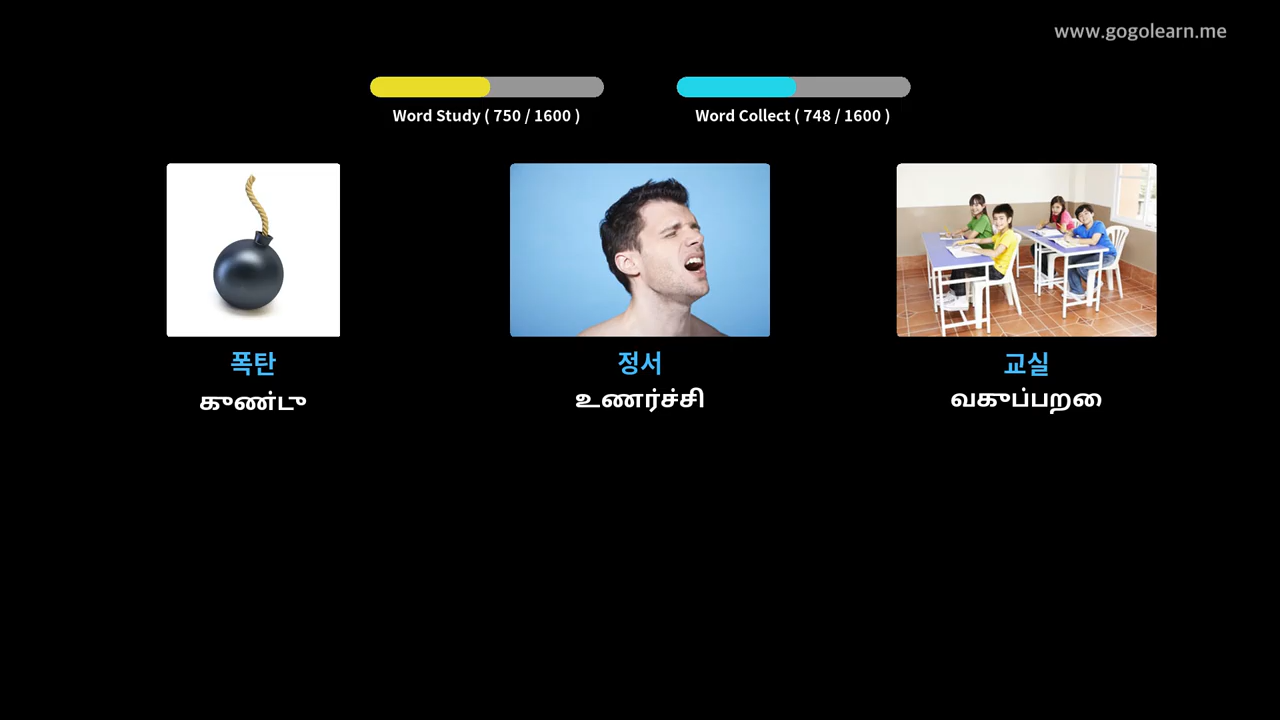 www.gogolearn.me
Word Study ( 750 / 1600 )
Word Collect ( 748 / 1600 )
폭탄
정서
교실
குண்டு
உணர்ச்சி
வகுப்பறை